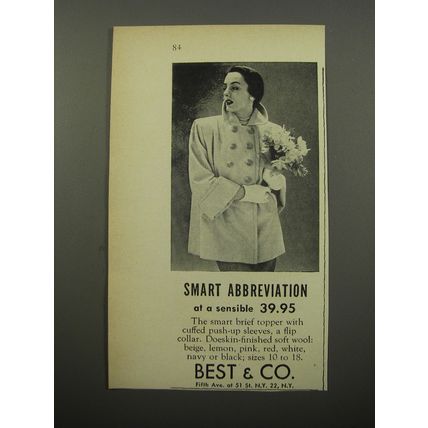 84
SMART ABBREVIATION
at a sensible 39.95
The smart brief topper with
cuffed push-up sleeves, a flip
collar. Doeskin-finished soft wool:
beige, lemon, pink, red, white,
navy or black; sizes 10 to 18.
BEST & CO.
Fifth Ave. at 51 St. N.Y. 22, N.Y.